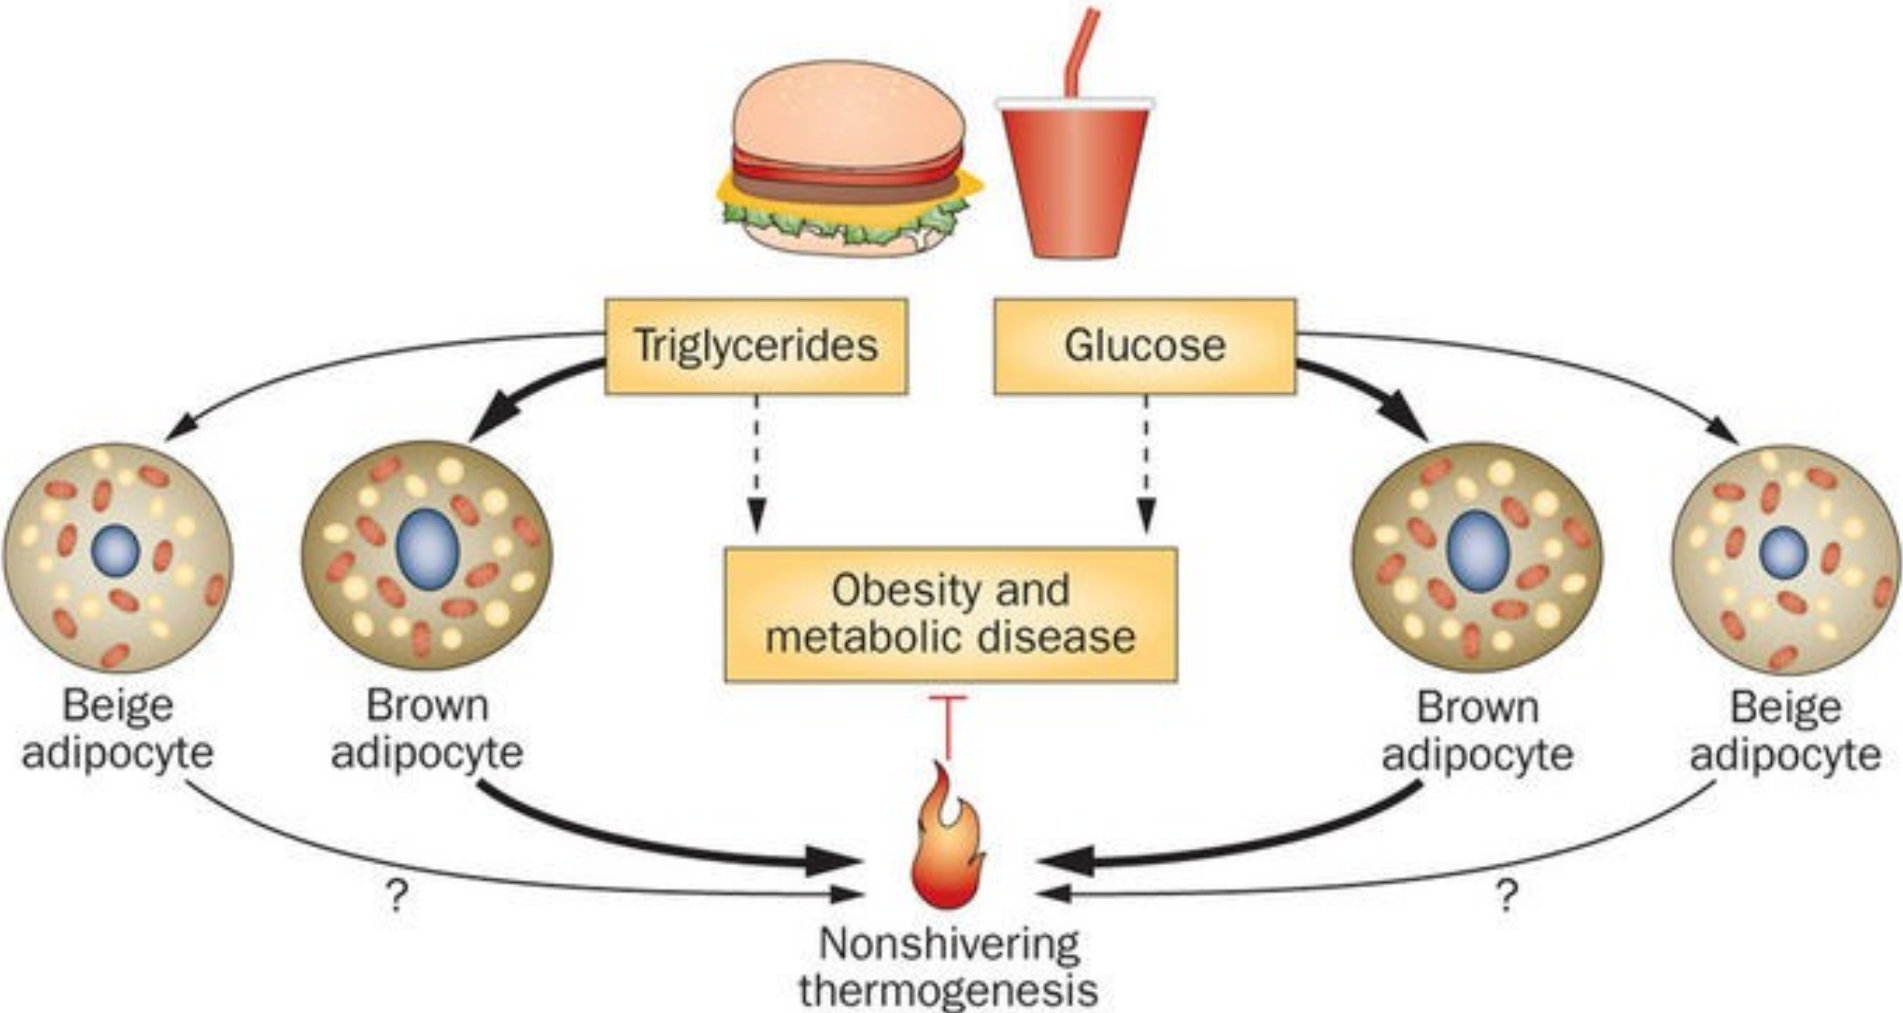 Triglycerides
Glucose
Obesity and
metabolic disease
Beige
adipocyte
Brown
adipocyte
Brown
adipocyte
Beige
adipocyte
?
?
Nonshivering
thermogenesis